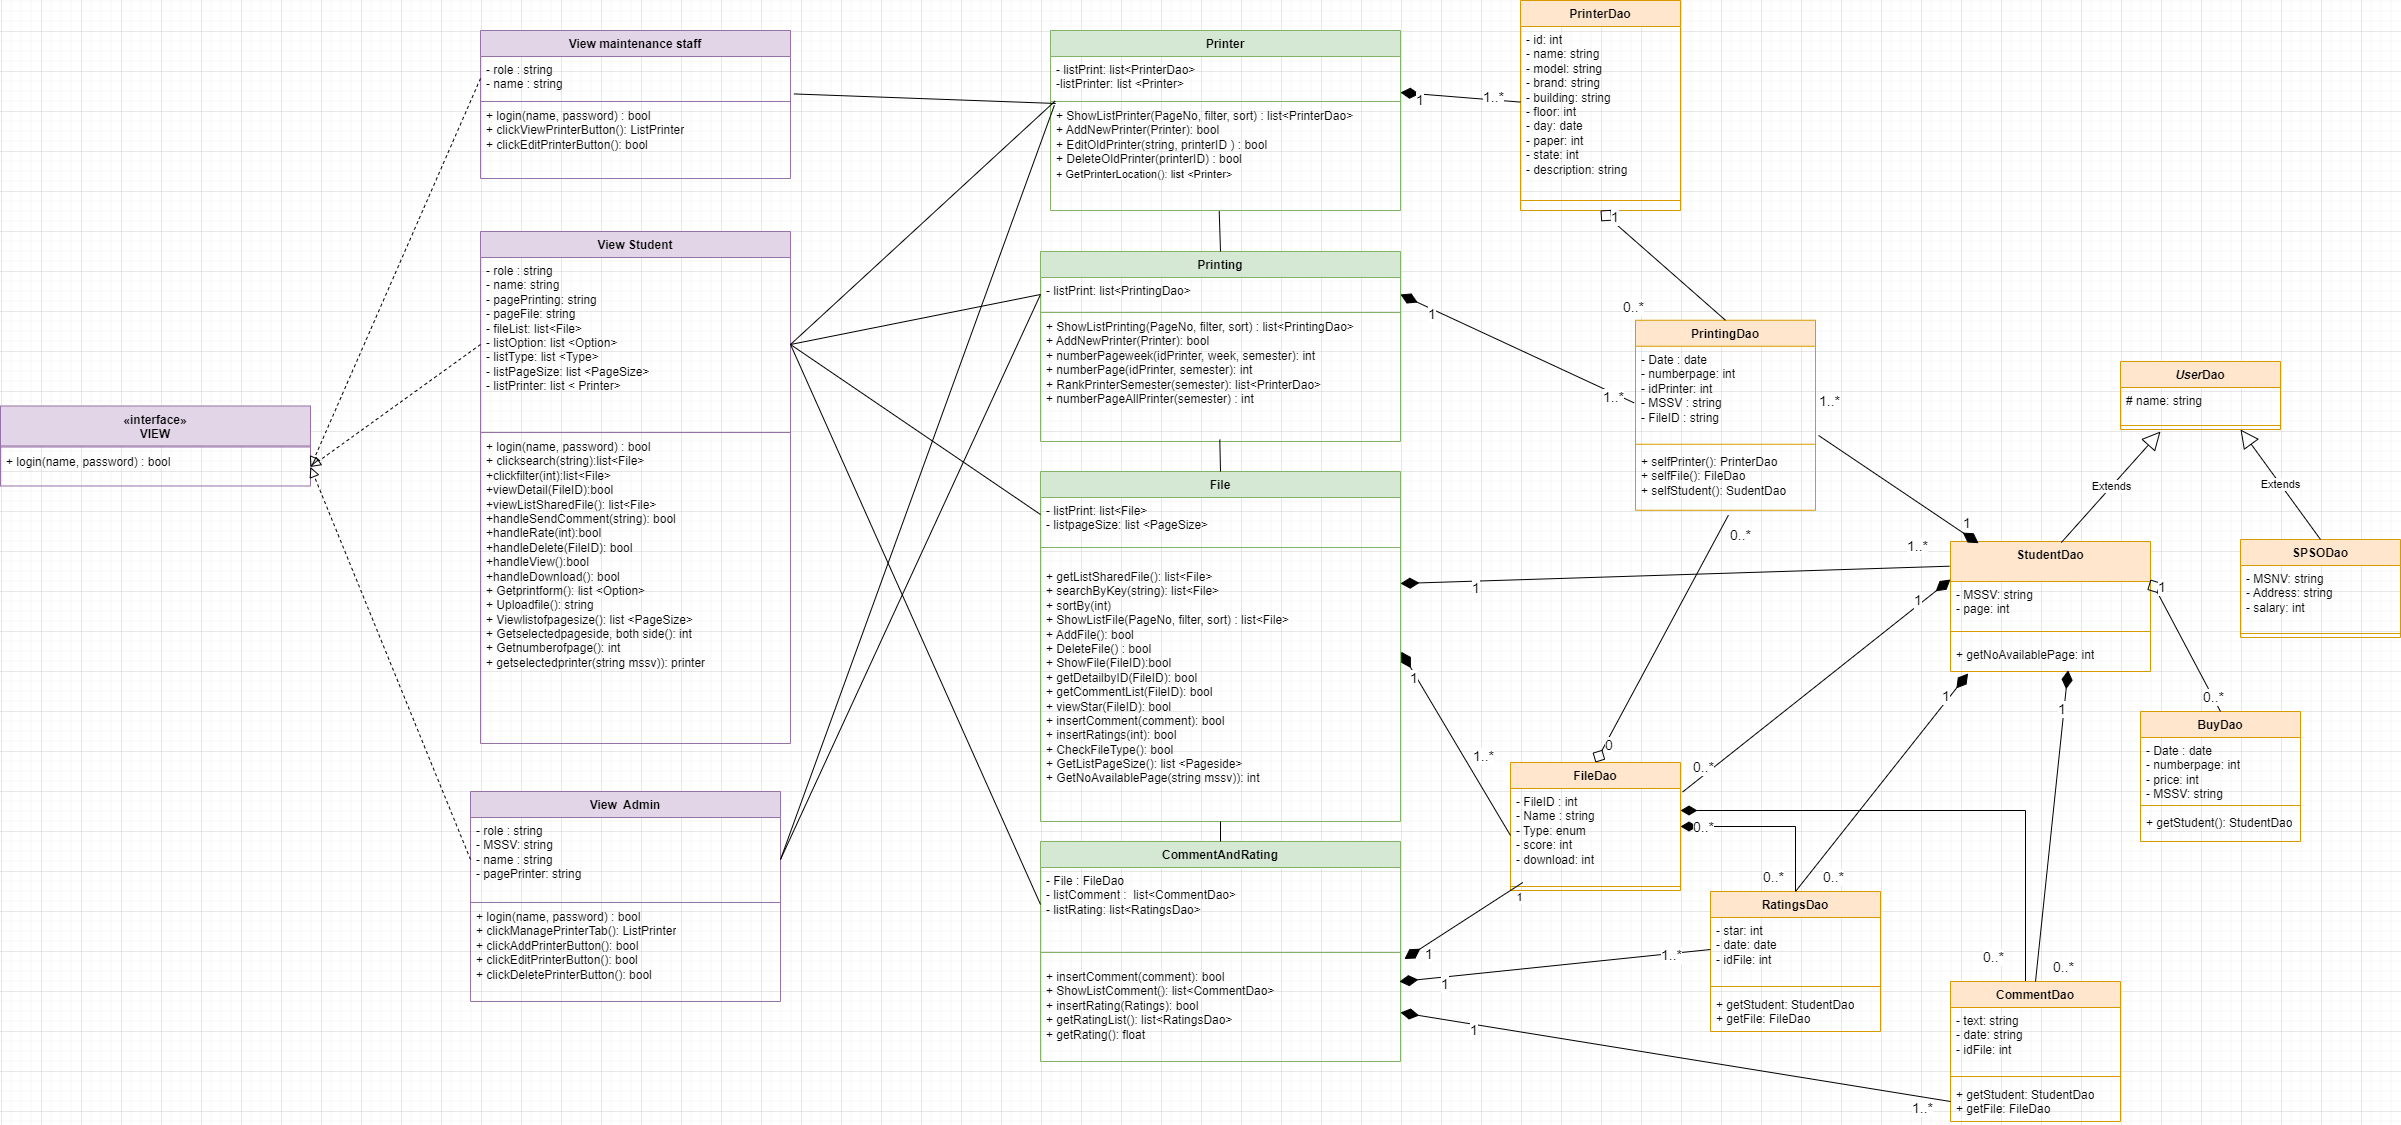 «interface»
VIEW
+ login(name, password) : bool
View maintenance staff
- role : string
- name : string
+ login(name, password) : bool
+ clickViewPrinterButton(): ListPrinter
+ clickEditPrinterButton(): bool
View Student
- role : string
- name: string
- pagePrinting: string
- pageFile: string
- fileList: list<File>
- listOption: list <Option>
- listType: list <Type>
- listPageSize: list <PageSize>
- listPrinter: list < Printer>
+ login(name, password) : bool
+ clicksearch(string):list<File>
+clickfilter(int):list<File>
+viewDetail(FileID):bool
+viewListSharedFile(): list<File>
+handleSendComment(string): bool
+handleRate(int):bool
+handleDelete(FileID): bool
+handleView():bool
+handleDownload(): bool
+ Getprintform(): list <Option>
+ Uploadfile(): string
+ Viewlistofpagesize(): list <PageSize>
+ Getselectedpageside, both side(): int
+ Getnumberofpage(): int
+ getselectedprinter(string mssv)): printer
View  Admin
- role : string
- MSSV: string
- name : string
- pagePrinter: string
+ login(name, password) : bool
+ clickManagePrinterTab(): ListPrinter
+ clickAddPrinterButton(): bool
+ clickEditPrinterButton(): bool
+ clickDeletePrinterButton(): bool
Printer
- listPrint: list<PrinterDao>
-listPrinter: list <Printer>
+ ShowListPrinter(PageNo, filter, sort) : list<PrinterDao>
+ AddNewPrinter(Printer): bool
+ EditOldPrinter(string, printerID ) : bool
+ DeleteOldPrinter(printerID) : bool
+ GetPrinterLocation(): list <Printer>
Printing
- listPrint: list<PrintingDao>
+ ShowListPrinting(PageNo, filter, sort) : list<PrintingDao>
+ AddNewPrinter(Printer): bool
+ numberPageweek(idPrinter, week, semester): int
+ numberPage(idPrinter, semester): int
+ RankPrinterSemester(semester): list<PrinterDao>
+ numberPageAllPrinter(semester) : int
File
- listPrint: list<File>
- listpageSize: list <PageSize>
+ getListSharedFile(): list<File>
+ searchByKey(string): list<File>
+ sortBy(int)
+ ShowListFile(PageNo, filter, sort) : list<File>
+ AddFile(): bool
+ DeleteFile() : bool
+ ShowFile(FileID):bool
+ getDetailbyID(FileID): bool
+ getCommentList(FileID): bool
+ viewStar(FileID): bool
+ insertComment(comment): bool
+ insertRatings(int): bool
+ CheckFileType(): bool
+ GetListPageSize(): list <Pageside>
+ GetNoAvailablePage(string mssv)): int
CommentAndRating
- File : FileDao
- listComment :  list<CommentDao>
- listRating: list<RatingsDao>
+ insertComment(comment): bool
+ ShowListComment(): list<CommentDao>
+ insertRating(Ratings): bool
+ getRatingList(): list<RatingsDao>
+ getRating(): float
PrinterDao
- id: int
- name: string
- model: string
- brand: string
- building: string
- floor: int
- day: date
- paper: int
- state: int
- description: string
1
1..*
1
0..*
PrintingDao
- Date : date
- numberpage: int
- idPrinter: int
- MSSV : string
- FileID : string
+ selfPrinter(): PrinterDao
+ selfFile(): FileDao
+ selfStudent(): SudentDao
1
1..*
1..*
1
UserDao
# name: string
Extends
Extends
StudentDao
- MSSV: string
- page: int
+ getNoAvailablePage: int
SPSODao
- MSNV: string
- Address: string
- salary: int
1
1..*
0..*
0
1
0..*
1
1..*
1
0..*
BuyDao
- Date : date
- numberpage: int
- price: int
- MSSV: string
+ getStudent(): StudentDao
FileDao
- FileID : int
- Name : string
- Type: enum
- score: int
- download: int
1
1
0..*
0..*
0..*
1
1
RatingsDao
- star: int
- date: date
- idFile: int
+ getStudent: StudentDao
+ getFile: FileDao
1
1..*
0..*
0..*
CommentDao
- text: string
- date: string
- idFile: int
+ getStudent: StudentDao
+ getFile: FileDao
1
1..*